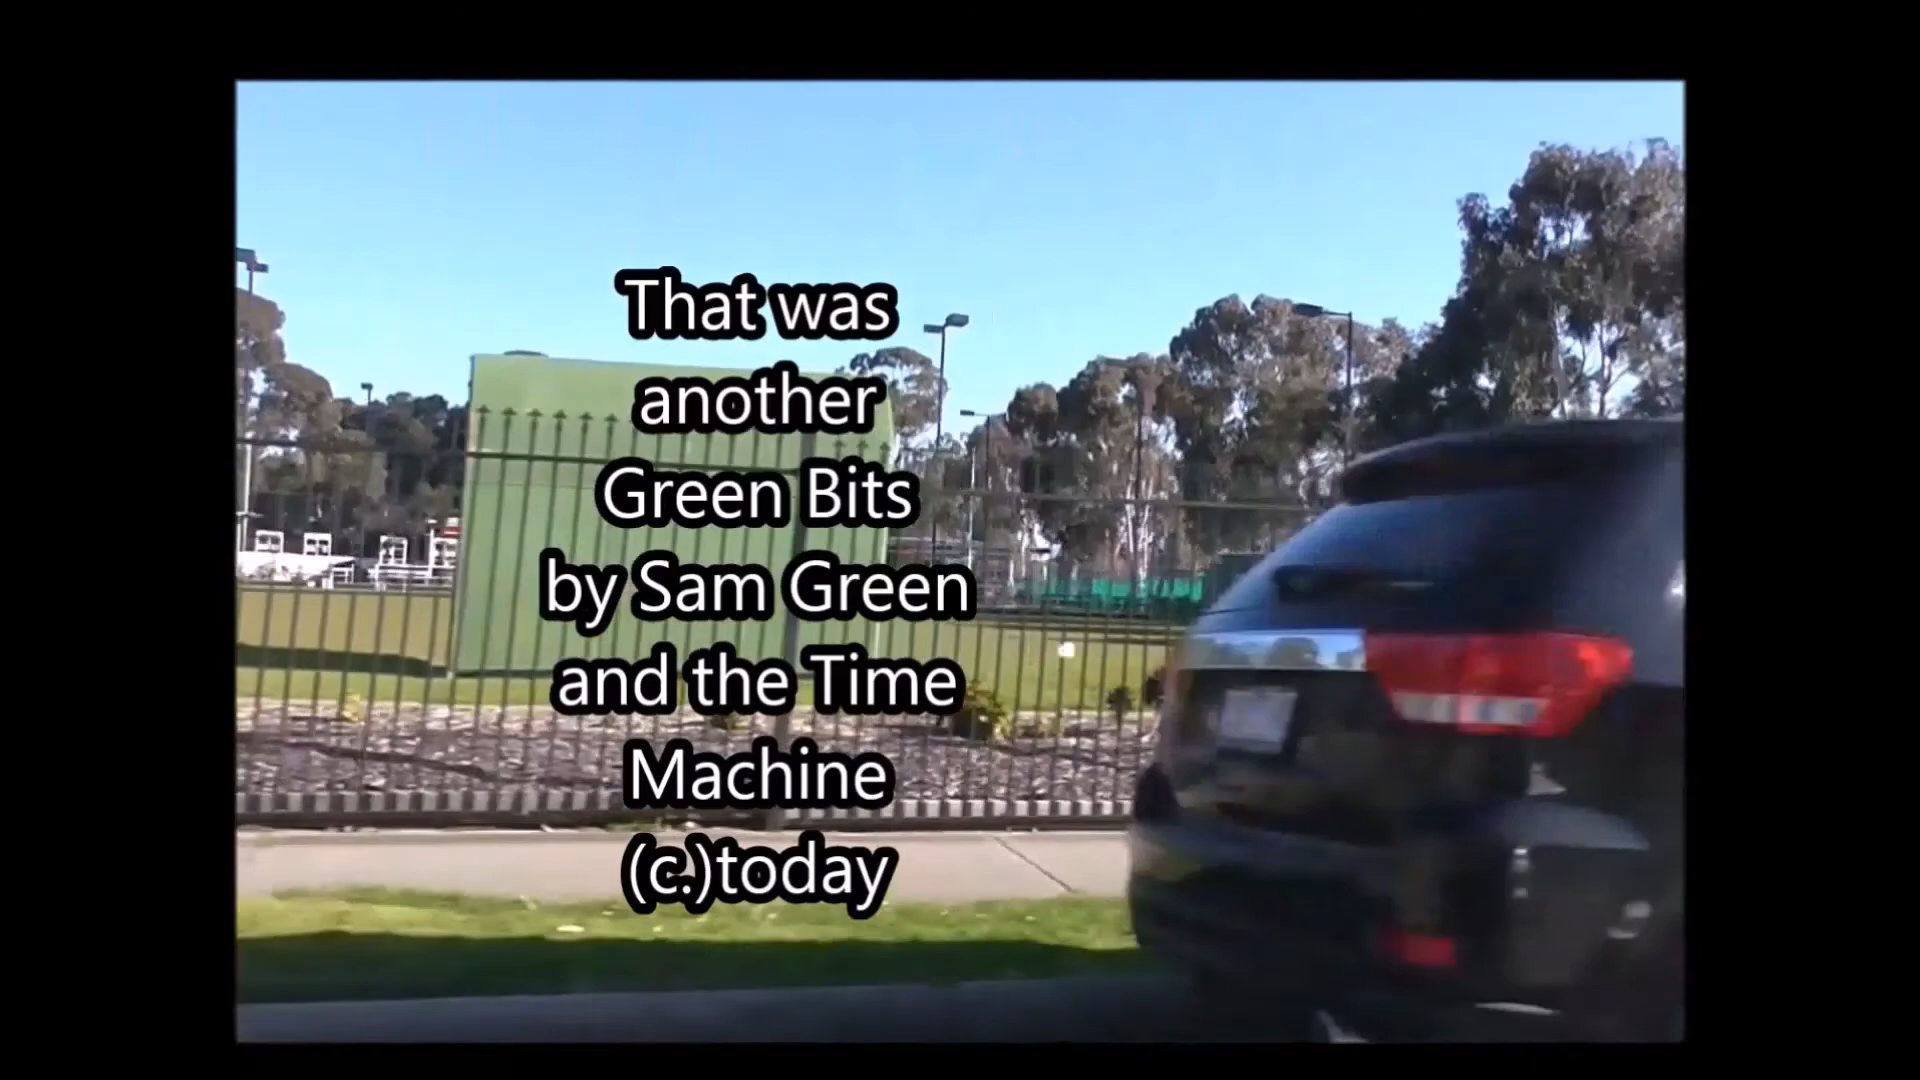 That was
another
Green Bits
by Sam Green
and the Time
Machine
(c.)today